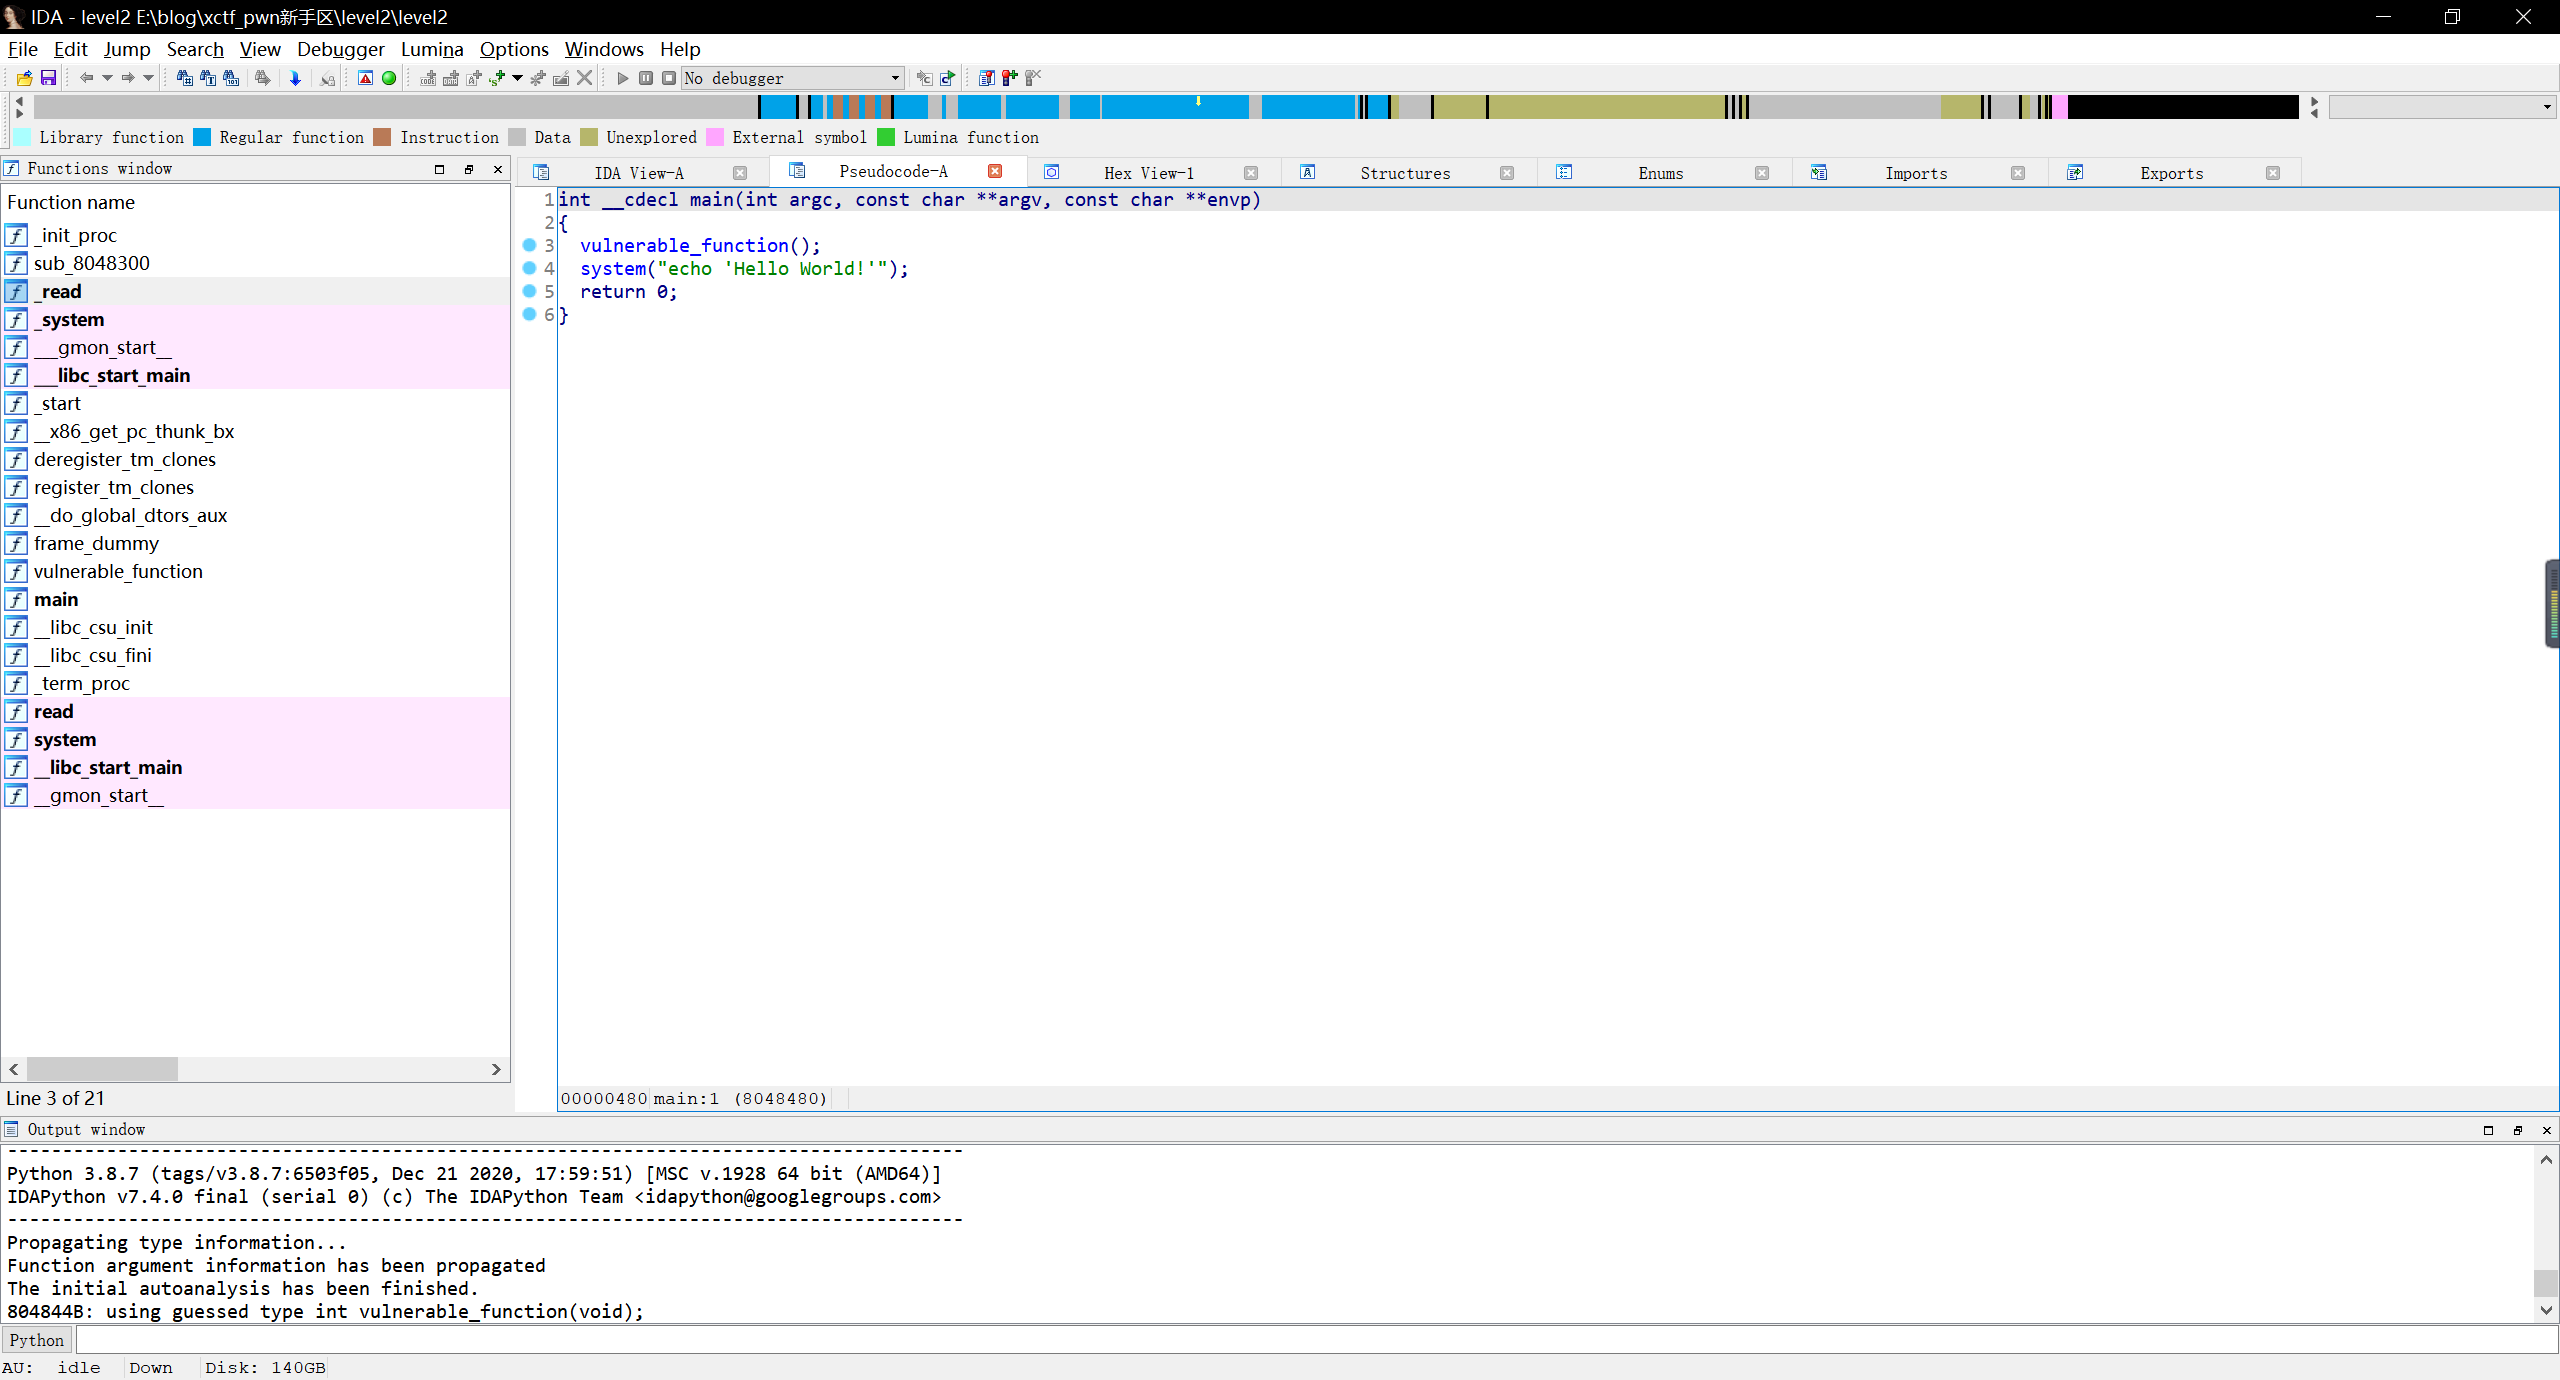 IDA - level2 E:\blog\xctf_pwn新手区\level2\level2
File Edit Jump Search View Debugger Lumina Options Windows Help
No debugger
Library function Regular function Instruction Data Unexplored External symbol Lumina function
Functions window
Function name
_init_proc
sub_8048300
_read
_system
___gmon_start__
___libc_start_main
_start
__x86_get_pc_thunk_bx
deregister_tm_clones
register_tm_clones
__do_global_dtors_aux
frame_dummy
vulnerable_function
main
__libc_csu_init
__libc_csu_fini
_term_proc
read
system
__libc_start_main
__gmon_start__
Line 3 of 21
IDA View-A Pseudocode-A Hex View-1 Structures Enums Imports Exports
1 int __cdecl main(int argc, const char **argv, const char **envp)
2 {
3 vulnerable_function();
4 system("echo 'Hello World!'");
5 return 0;
6 }
00000480 main:1 (8048480)
Output window
---------------------------------------------------------------------------------------
Python 3.8.7 (tags/v3.8.7:6503f05, Dec 21 2020, 17:59:51) [MSC v.1928 64 bit (AMD64)]
IDAPython v7.4.0 final (serial 0) (c) The IDAPython Team <idapython@googlegroups.com>
---------------------------------------------------------------------------------------
Propagating type information...
Function argument information has been propagated
The initial autoanalysis has been finished.
804844B: using guessed type int vulnerable_function(void);
Python
AU: idle Down Disk: 140GB